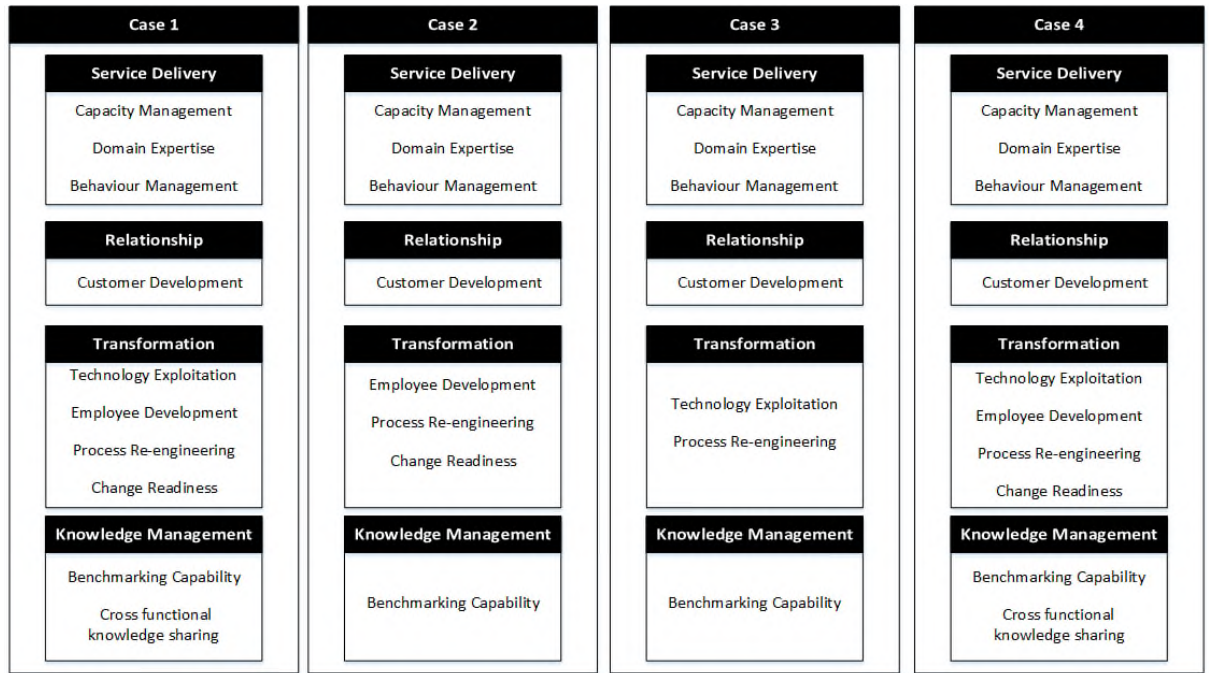 Case 1
Service Delivery
Capacity Management
Domain Expertise
Behaviour Management
Relationship
Customer Development
Transformation
Technology Exploitation
Employee Development
Process Re-engineering
Change Readiness
Knowledge Management
Benchmarking Capability
Cross functional
knowledge sharing
Case 2
Service Delivery
Capacity Management
Domain Expertise
Behaviour Management
Relationship
Customer Development
Transformation
Employee Development
Process Re-engineering
Change Readiness
Knowledge Management
Benchmarking Capability
Case 3
Service Delivery
Capacity Management
Domain Expertise
Behaviour Management
Relationship
Customer Development
Transformation
Technology Exploitation
Process Re-engineering
Knowledge Management
Benchmarking Capability
Case 4
Service Delivery
Capacity Management
Domain Expertise
Behaviour Management
Relationship
Customer Development
Transformation
Technology Exploitation
Employee Development
Process Re-engineering
Change Readiness
Knowledge Management
Benchmarking Capability
Cross functional
knowledge sharing